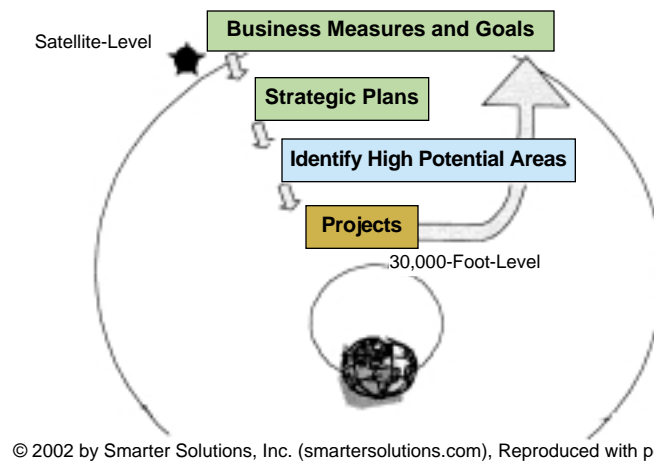 Business Measures and Goals
Satellite-Level
Strategic Plans
Identify High Potential Areas
Projects
30,000-Foot-Level
© 2002 by Smarter Solutions, Inc. (smartersolutions.com), Reproduced with p